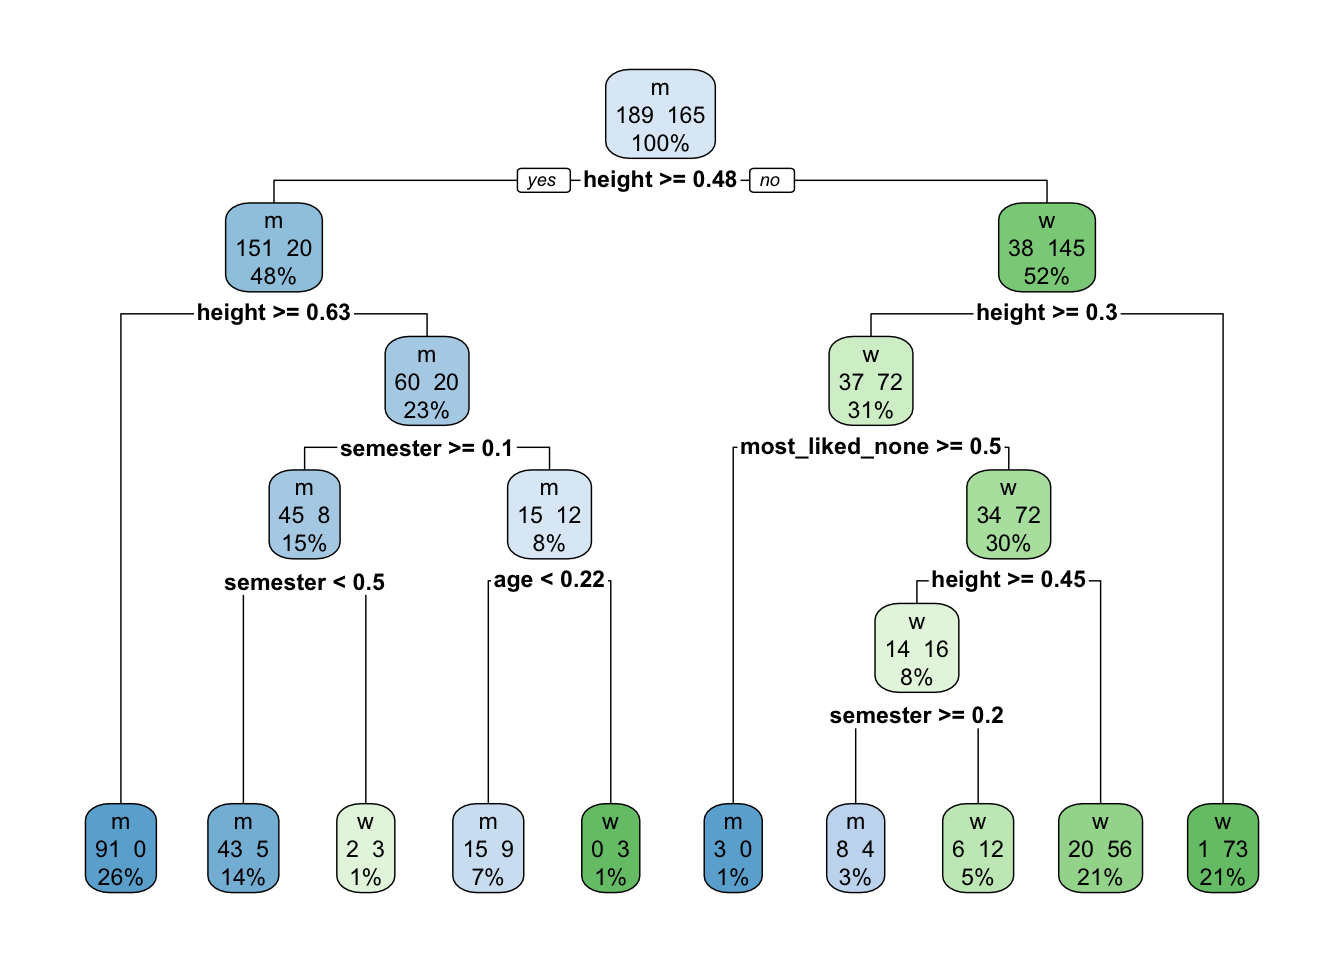 m
189 165
100%
yes height >= 0.48 no
m
151 20
48%
w
38 145
52%
height >= 0.63
height >= 0.3
m
60 20
23%
w
37 72
31%
semester >= 0.1
most_liked_none >= 0.5
m
45 8
15%
m
15 12
8%
w
34 72
30%
semester < 0.5
age < 0.22
height >= 0.45
w
14 16
8%
semester >= 0.2
m
91 0
26%
m
43 5
14%
w
2 3
1%
m
15 9
7%
w
0 3
1%
m
3 0
1%
m
8 4
3%
w
6 12
5%
w
20 56
21%
w
1 73
21%